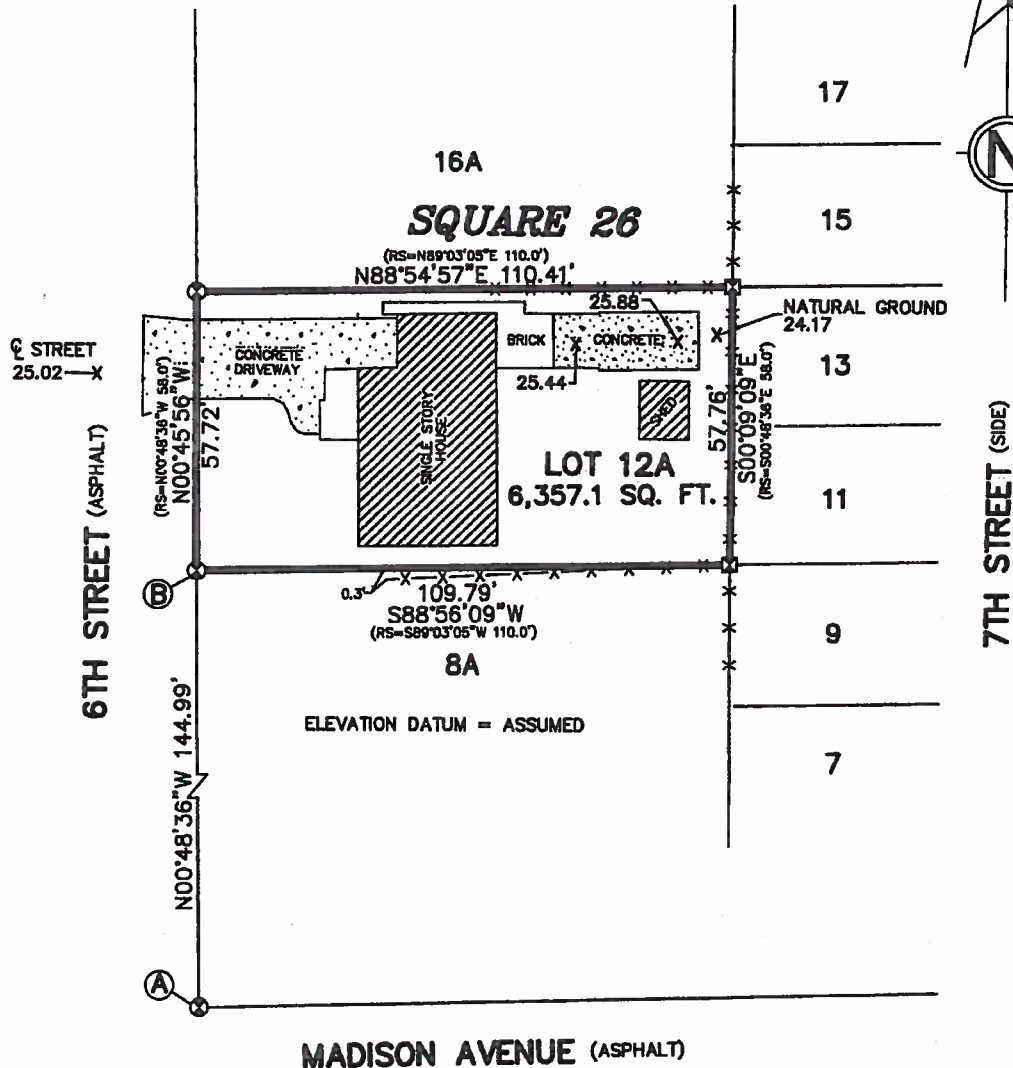 17
16A
15
SQUARE 26
(RS=N89°03'05"E 110.0')
N88°54'57"E 110.41'
N
25.88
NATURAL GROUND
24.17
℄ STREET
25.02
CONCRETE
DRIVEWAY
BRICK
CONCRETE
25.44
13
(RS=N00°48'36"W 58.0')
N00°45'56"W
57.72'
SINGLE STORY
HOUSE
SHED
57.76'
S00°09'09"E
(RS=S00°48'36"E 58.0')
LOT 12A
6,357.1 SQ. FT.
11
6TH STREET (ASPHALT)
7TH STREET (SIDE)
B
0.3'
109.79'
S88°56'09"W
(RS=S89°03'05"W 110.0')
8A
9
ELEVATION DATUM = ASSUMED
7
N00°48'36"W 144.99'
A
MADISON AVENUE (ASPHALT)